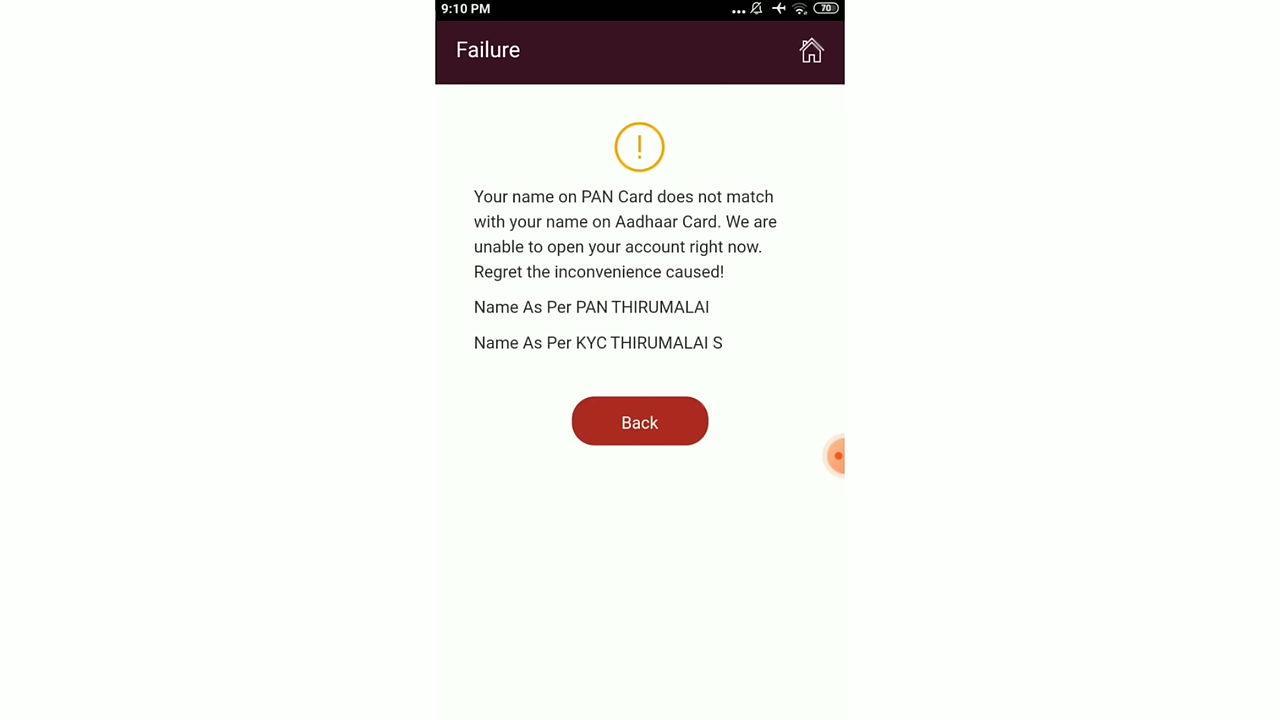 9:10 PM
70
Failure
Your name on PAN Card does not match
with your name on Aadhaar Card. We are
unable to open your account right now.
Regret the inconvenience caused!
Name As Per PAN THIRUMALAI
Name As Per KYC THIRUMALAI S
Back